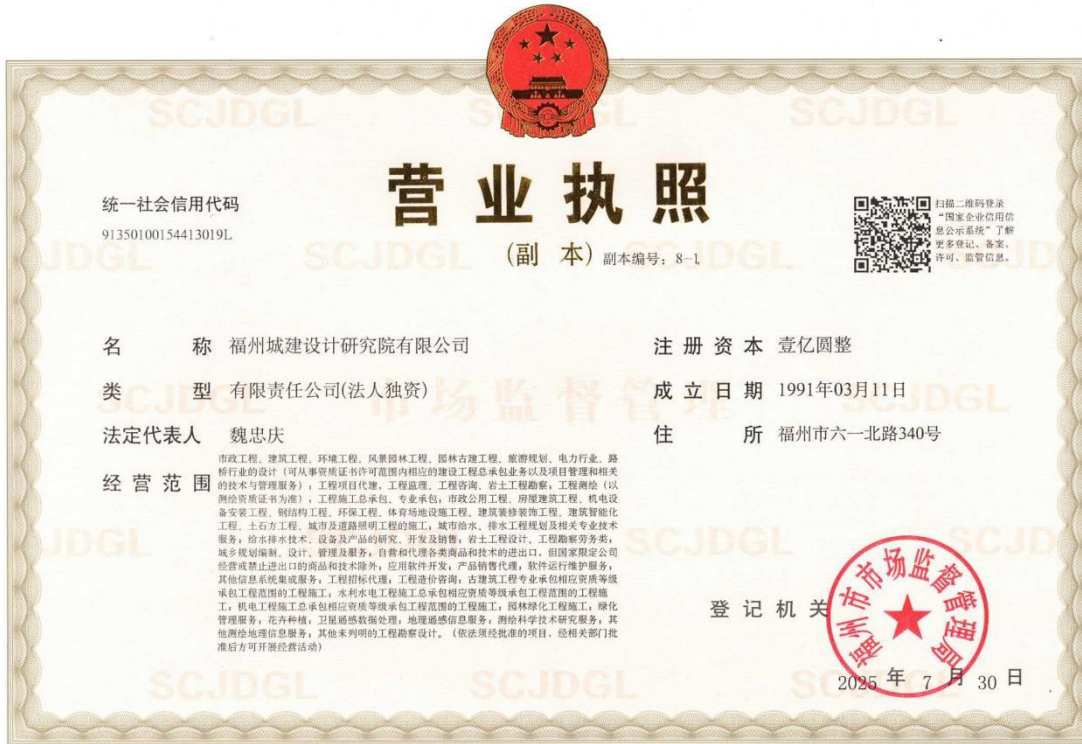 营业执照
(副 本) 副本编号：8-1
统一社会信用代码
91350100154413019L
扫描二维码登录
“国家企业信用信
息公示系统”了解
更多登记、备案、
许可、监管信息。
名 称 福州城建设计研究院有限公司
类 型 有限责任公司(法人独资)
法定代表人 魏忠庆
经营范围
市政工程、建筑工程、环境工程、风景园林工程、园林古建工程、旅游规划、电力行业、路
桥行业的设计（可从事资质证书许可范围内相应的建设工程总承包业务以及项目管理和相关
的技术与管理服务）；工程项目代建、工程监理、工程咨询、岩土工程勘察；工程测绘（以
测绘资质证书为准）；工程施工总承包、专业承包；市政公用工程、房屋建筑工程、机电设
备安装工程、钢结构工程、环保工程、体育场地设施工程、建筑装修装饰工程、建筑智能化
工程、土石方工程、城市及道路照明工程的施工；城市给水、排水工程规划及相关专业技术
服务；给水排水技术、设备及产品的研究、开发及销售；岩土工程设计、工程勘察劳务类；
城乡规划编制、设计、管理及服务；自营和代理各类商品和技术的进出口，但国家限定公司
经营或禁止进出口的商品和技术除外；应用软件开发；产品销售代理；软件运行维护服务；
其他信息系统集成服务；工程招标代理；工程造价咨询；古建筑工程专业承包相应资质等级
承包工程范围的工程施工；水利水电工程施工总承包相应资质等级承包工程范围的工程施
工；机电工程施工总承包相应资质等级承包工程范围的工程施工；园林绿化工程施工；绿化
管理服务；花卉种植；卫星遥感数据处理；地理遥感信息服务；测绘科学技术研究服务；其
他测绘地理信息服务；其他未列明的工程勘察设计。（依法须经批准的项目，经相关部门批
准后方可开展经营活动）
注册资本 壹亿圆整
成立日期 1991年03月11日
住 所 福州市六一北路340号
登记机关
福州市市场监督管理局
2025 年 7 月 30 日
SCJDGL
市场监督管理